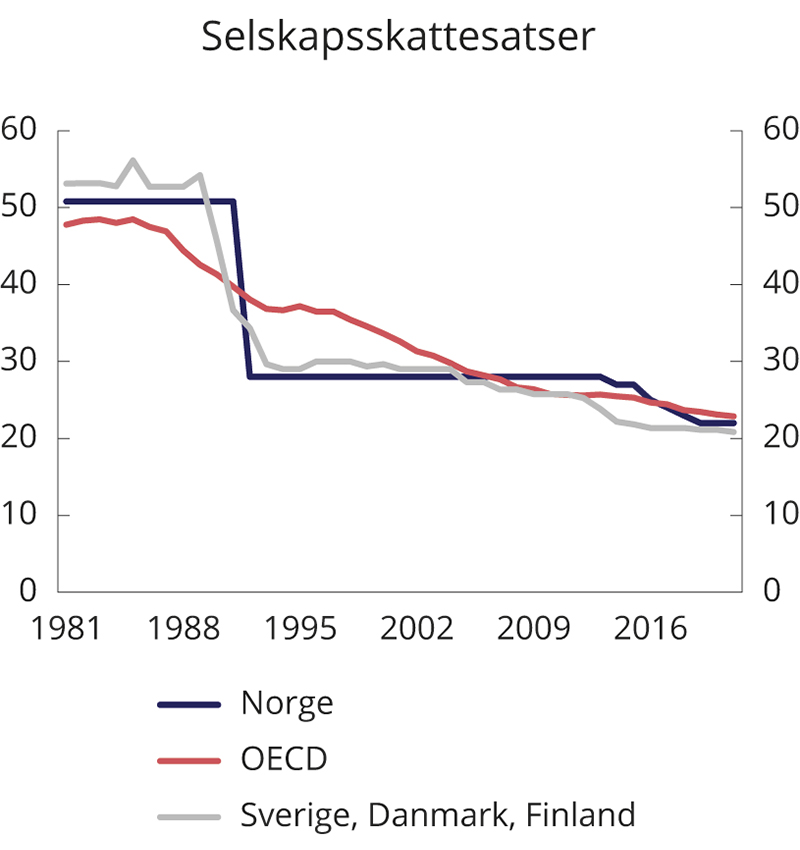 Selskapsskattesatser
60 60
50 50
40 40
30 30
20 20
10 10
0 0
1981 1988 1995 2002 2009 2016
Norge
OECD
Sverige, Danmark, Finland